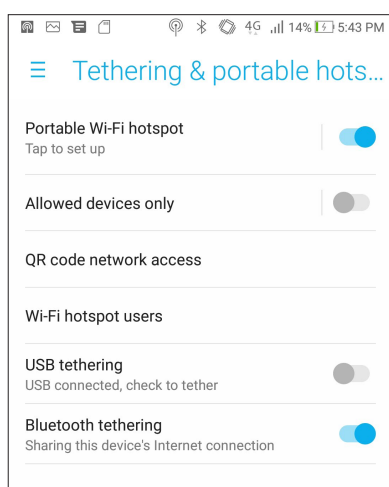 4G 14% 5:43 PM
Tethering & portable hots...
Portable Wi-Fi hotspot
Tap to set up
Allowed devices only
QR code network access
Wi-Fi hotspot users
USB tethering
USB connected, check to tether
Bluetooth tethering
Sharing this device's Internet connection